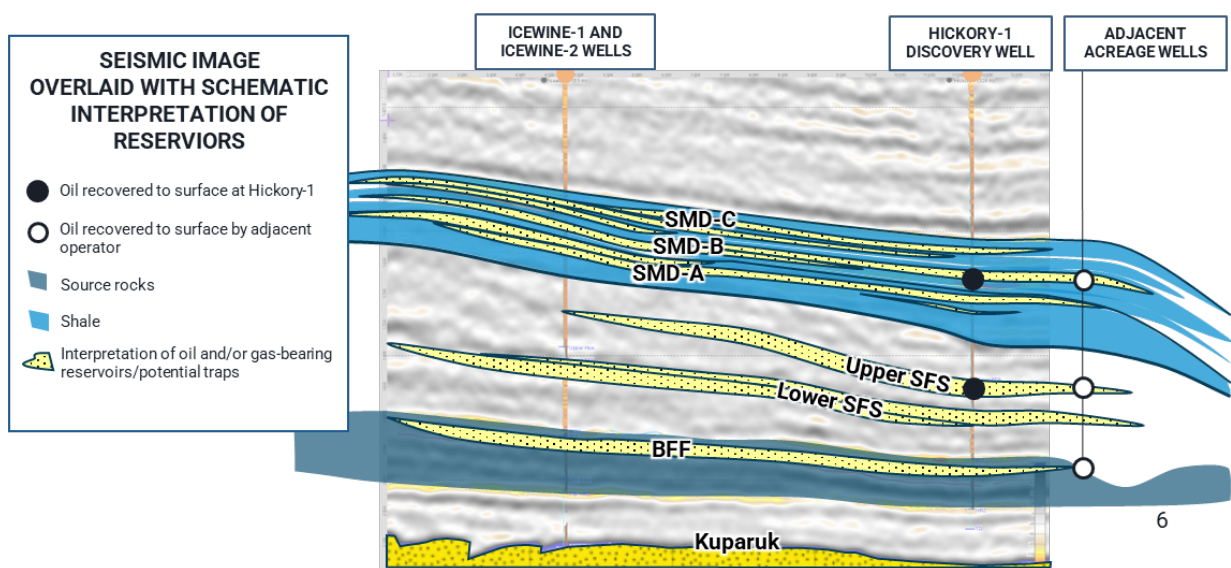 ICEWINE-1 AND
ICEWINE-2 WELLS
HICKORY-1
DISCOVERY WELL
ADJACENT
ACREAGE WELLS
SEISMIC IMAGE
OVERLAID WITH SCHEMATIC
INTERPRETATION OF
RESERVIORS
Oil recovered to surface at Hickory-1
Oil recovered to surface by adjacent
operator
Source rocks
Shale
Interpretation of oil and/or gas-bearing
reservoirs/potential traps
SMD-C
SMD-B
SMD-A
Upper SFS
Lower SFS
BFF
Kuparuk
6